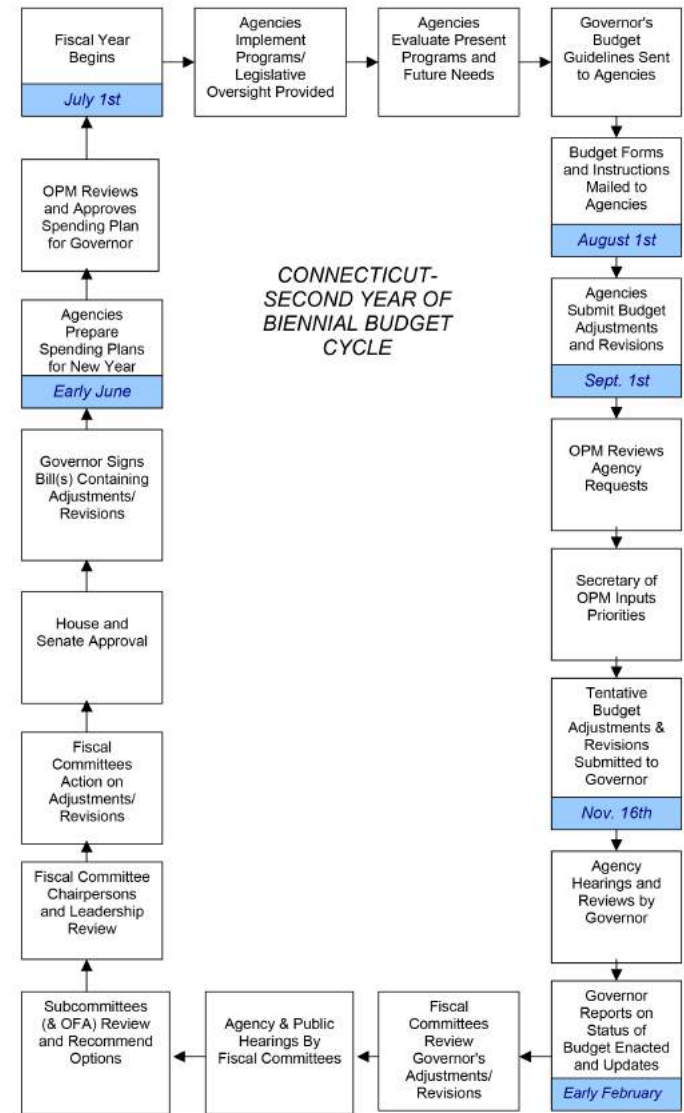 Fiscal Year
Begins
July 1st
Agencies
Implement
Programs/
Legislative
Oversight Provided
Agencies
Evaluate Present
Programs and
Future Needs
Governor's
Budget
Guidelines Sent
to Agencies
Budget Forms
and Instructions
Mailed to
Agencies
August 1st
Agencies
Submit Budget
Adjustments
and Revisions
Sept. 1st
OPM Reviews
Agency
Requests
Secretary of
OPM Inputs
Priorities
Tentative
Budget
Adjustments &
Revisions
Submitted to
Governor
Nov. 16th
Agency
Hearings and
Reviews by
Governor
Governor
Reports on
Status of
Budget Enacted
and Updates
Early February
Fiscal
Committees
Review
Governor's
Adjustments/
Revisions
Agency & Public
Hearings By
Fiscal Committees
Subcommittees
(& OFA) Review
and Recommend
Options
Fiscal Committee
Chairpersons
and Leadership
Review
Fiscal
Committees
Action on
Adjustments/
Revisions
House and
Senate Approval
Governor Signs
Bill(s) Containing
Adjustments/
Revisions
Agencies
Prepare
Spending Plans
for New Year
Early June
OPM Reviews
and Approves
Spending Plan
for Governor
CONNECTICUT-
SECOND YEAR OF
BIENNIAL BUDGET
CYCLE